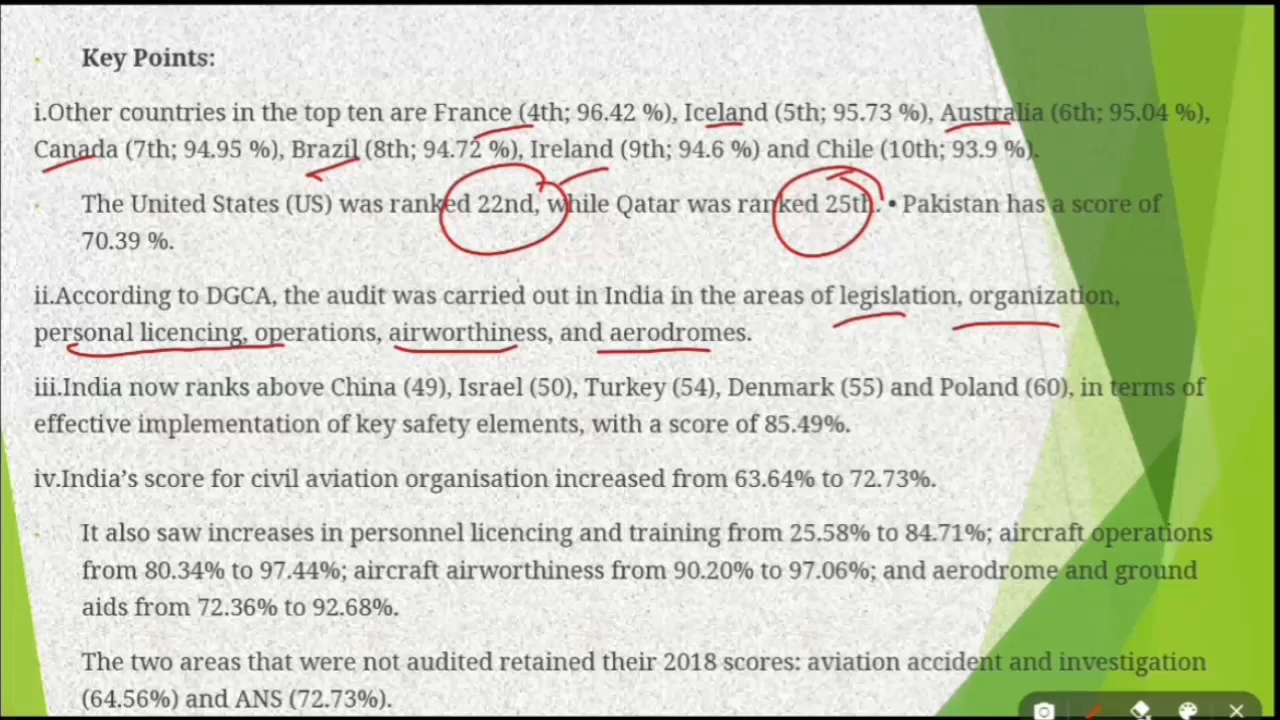 Key Points:
i.Other countries in the top ten are France (4th; 96.42 %), Iceland (5th; 95.73 %), Australia (6th; 95.04 %),
Canada (7th; 94.95 %), Brazil (8th; 94.72 %), Ireland (9th; 94.6 %) and Chile (10th; 93.9 %).
The United States (US) was ranked 22nd, while Qatar was ranked 25th. • Pakistan has a score of
70.39 %.
ii.According to DGCA, the audit was carried out in India in the areas of legislation, organization,
personal licencing, operations, airworthiness, and aerodromes.
iii.India now ranks above China (49), Israel (50), Turkey (54), Denmark (55) and Poland (60), in terms of
effective implementation of key safety elements, with a score of 85.49%.
iv.India’s score for civil aviation organisation increased from 63.64% to 72.73%.
It also saw increases in personnel licencing and training from 25.58% to 84.71%; aircraft operations
from 80.34% to 97.44%; aircraft airworthiness from 90.20% to 97.06%; and aerodrome and ground
aids from 72.36% to 92.68%.
The two areas that were not audited retained their 2018 scores: aviation accident and investigation
(64.56%) and ANS (72.73%).